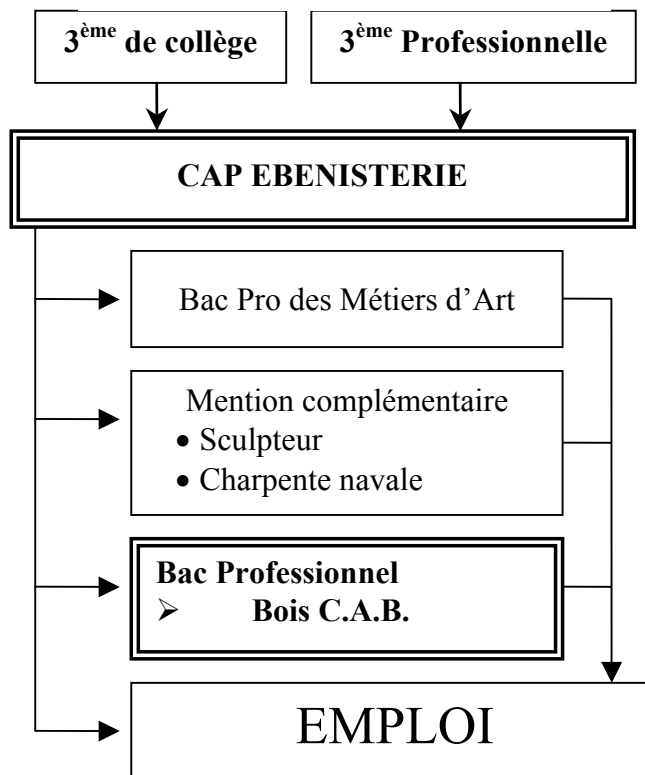 3ème de collège
3ème Professionnelle
CAP EBENISTERIE
Bac Pro des Métiers d’Art
Mention complémentaire
• Sculpteur
• Charpente navale
Bac Professionnel
➢ Bois C.A.B.
EMPLOI